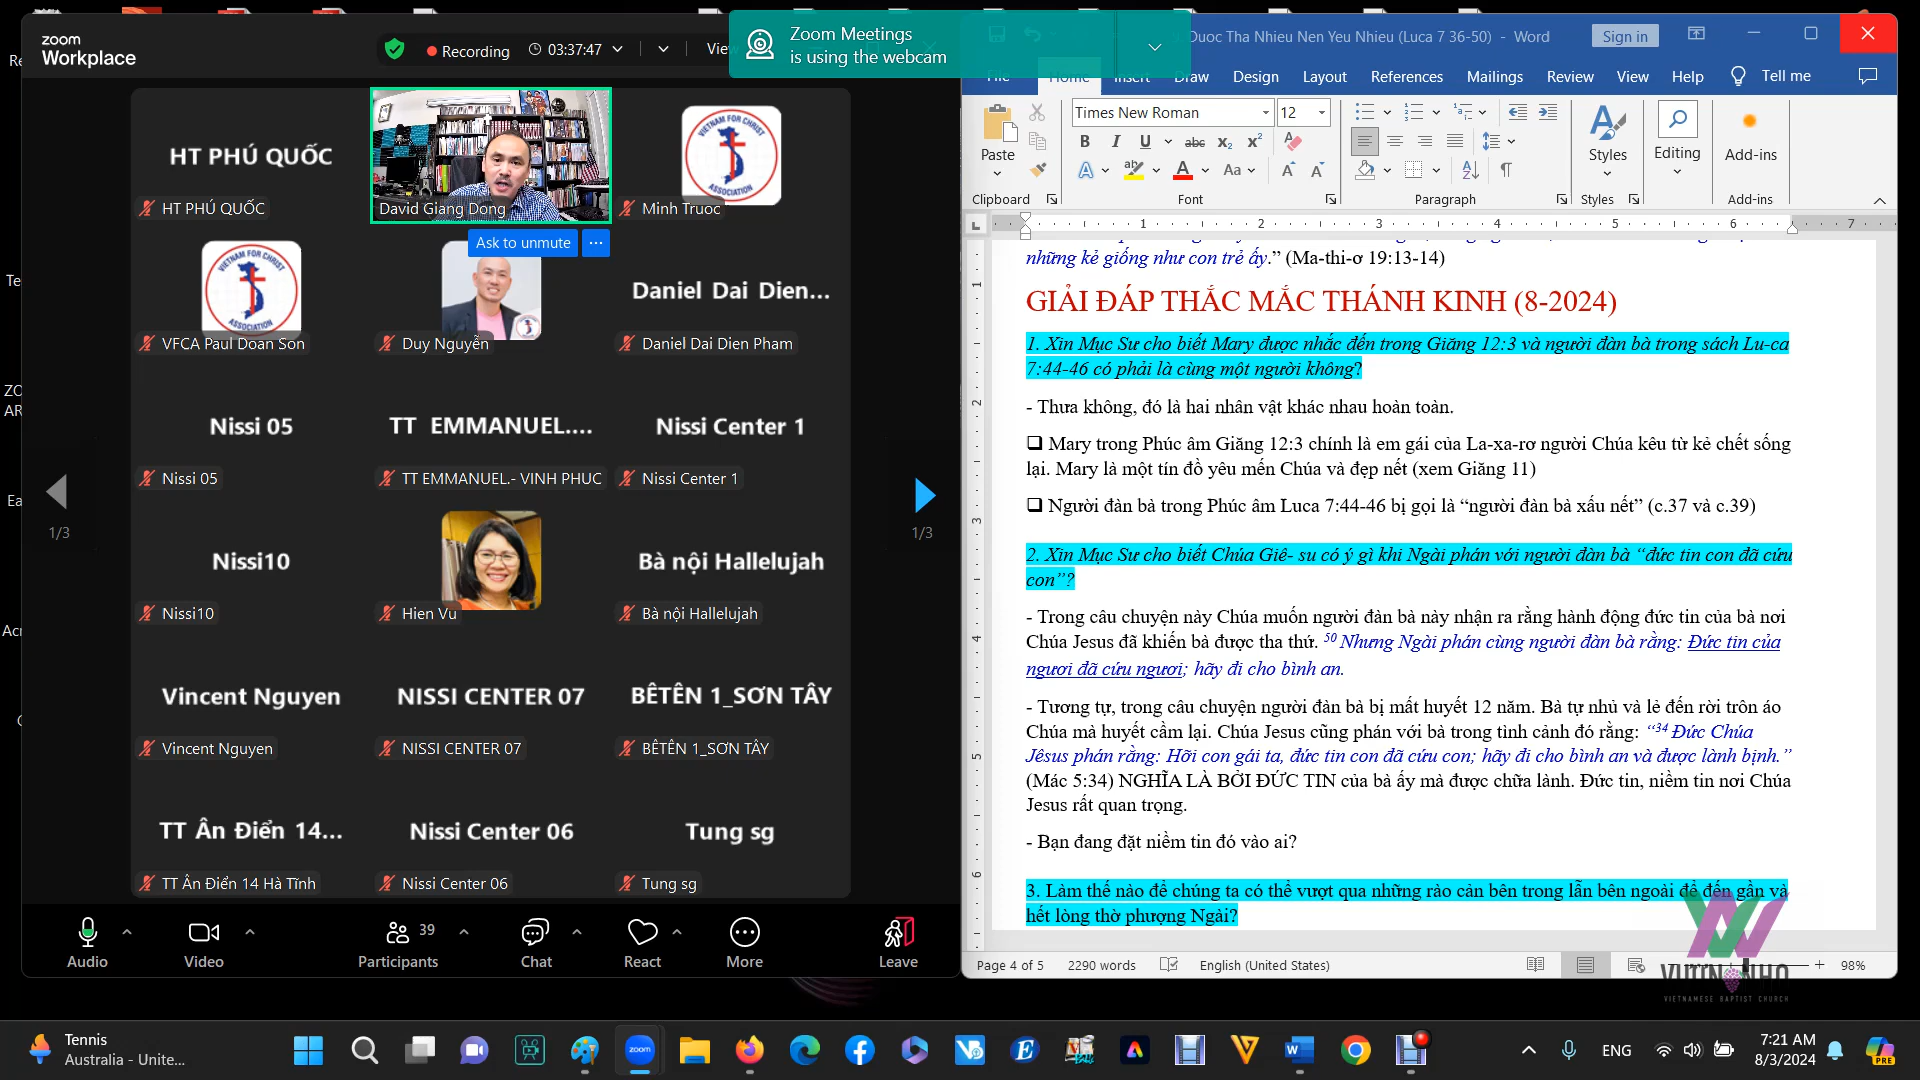 zoom
Workplace
Recording
03:37:47
View
Zoom Meetings
is using the webcam
Duoc Tha Nhieu Nen Yeu Nhieu (Luca 7 36-50) - Word
Sign in
File
Home
Insert
Draw
Design
Layout
References
Mailings
Review
View
Help
Tell me
Times New Roman
12
Paste
Styles
Editing
Add-ins
Clipboard
Font
Paragraph
Styles
Add-ins
HT PHÚ QUỐC
HT PHÚ QUỐC
David Giang Dong
VIETNAM FOR CHRIST
ASSOCIATION
Minh Truoc
Ask to unmute
VIETNAM FOR CHRIST
ASSOCIATION
VFCA Paul Doan Son
Duy Nguyễn
Daniel Dai Dien...
Daniel Dai Dien Pham
Nissi 05
Nissi 05
TT EMMANUEL....
TT EMMANUEL.- VINH PHUC
Nissi Center 1
Nissi Center 1
1/3
1/3
Nissi10
Nissi10
Hien Vu
Bà nội Hallelujah
Bà nội Hallelujah
Vincent Nguyen
Vincent Nguyen
NISSI CENTER 07
NISSI CENTER 07
BÊTÊN 1_SƠN TÂY
BÊTÊN 1_SƠN TÂY
TT Ân Điển 14...
TT Ân Điển 14 Hà Tĩnh
Nissi Center 06
Nissi Center 06
Tung sg
Tung sg
Audio
Video
Participants
39
Chat
React
More
Leave
những kẻ giống như con trẻ ấy.” (Ma-thi-ơ 19:13-14)
GIẢI ĐÁP THẮC MẮC THÁNH KINH (8-2024)
1. Xin Mục Sư cho biết Mary được nhắc đến trong Giăng 12:3 và người đàn bà trong sách Lu-ca
7:44-46 có phải là cùng một người không?
- Thưa không, đó là hai nhân vật khác nhau hoàn toàn.
❑ Mary trong Phúc âm Giăng 12:3 chính là em gái của La-xa-rơ người Chúa kêu từ kẻ chết sống
lại. Mary là một tín đồ yêu mến Chúa và đẹp nết (xem Giăng 11)
❑ Người đàn bà trong Phúc âm Luca 7:44-46 bị gọi là “người đàn bà xấu nết” (c.37 và c.39)
2. Xin Mục Sư cho biết Chúa Giê- su có ý gì khi Ngài phán với người đàn bà “đức tin con đã cứu
con”?
- Trong câu chuyện này Chúa muốn người đàn bà này nhận ra rằng hành động đức tin của bà nơi
Chúa Jesus đã khiến bà được tha thứ. 50 Nhưng Ngài phán cùng người đàn bà rằng: Đức tin của
ngươi đã cứu ngươi; hãy đi cho bình an.
- Tương tự, trong câu chuyện người đàn bà bị mất huyết 12 năm. Bà tự nhủ và lẻ đến rời trôn áo
Chúa mà huyết cầm lại. Chúa Jesus cũng phán với bà trong tình cảnh đó rằng: “34 Đức Chúa
Jêsus phán rằng: Hỡi con gái ta, đức tin con đã cứu con; hãy đi cho bình an và được lành bịnh.”
(Mác 5:34) NGHĨA LÀ BỞI ĐỨC TIN của bà ấy mà được chữa lành. Đức tin, niềm tin nơi Chúa
Jesus rất quan trọng.
- Bạn đang đặt niềm tin đó vào ai?
3. Làm thế nào để chúng ta có thể vượt qua những rào cản bên trong lẫn bên ngoài để đến gần và
hết lòng thờ phượng Ngài?
Page 4 of 5
2290 words
English (United States)
98%
VƯỜN NHO
VIETNAMESE BAPTIST CHURCH
Tennis
Australia - Unite...
ENG
7:21 AM
8/3/2024